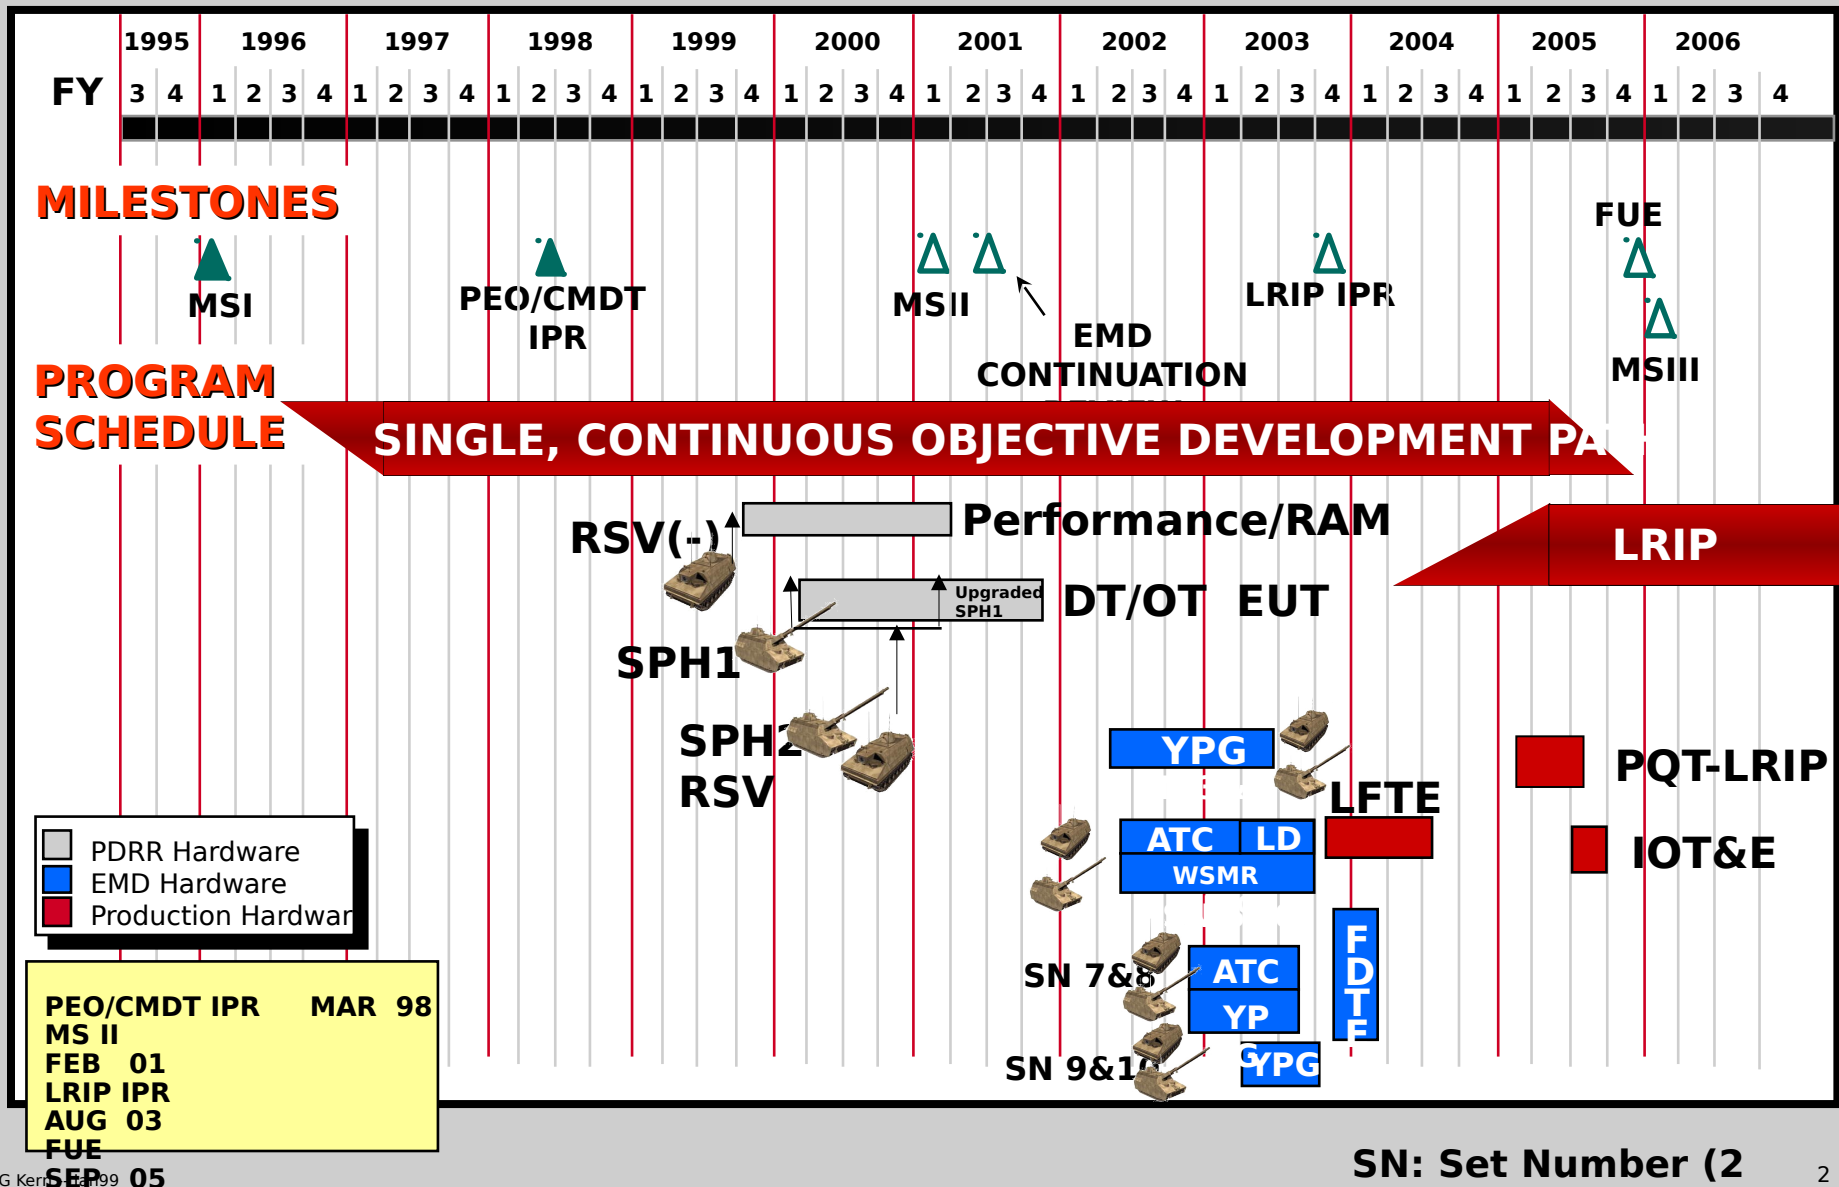 1995 1996 1997 1998 1999 2000 2001 2002 2003 2004 2005 2006
FY 3 4 1 2 3 4 1 2 3 4 1 2 3 4 1 2 3 4 1 2 3 4 1 2 3 4 1 2 3 4 1 2 3 4 1 2 3 4 1 2 3 4 1 2 3 4
MILESTONES
FUE
MSI
PEO/CMDT
IPR
MSII
LRIP IPR
EMD
CONTINUATION
MSIII
PROGRAM
SCHEDULE
SINGLE, CONTINUOUS OBJECTIVE DEVELOPMENT PATH
RSV(-)
Performance/RAM
LRIP
Upgraded
SPH1
DT/OT EUT
SPH1
SPH2
RSV
YPG
LFTE
PQT-LRIP
ATC LD
WSMR
IOT&E
PDRR Hardware
EMD Hardware
Production Hardwar
F
D
T
E
SN 7&8
ATC
YP
G
SN 9&10
YPG
PEO/CMDT IPR MAR 98
MS II
FEB 01
LRIP IPR
AUG 03
FUE
SEP 05
SN: Set Number (2
2